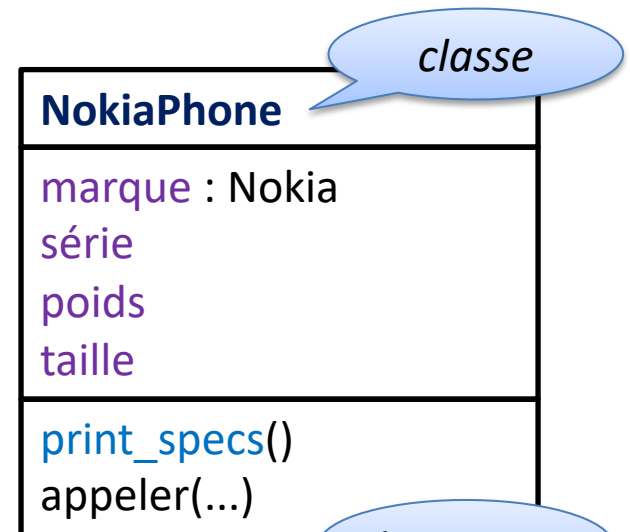 classe
NokiaPhone
marque : Nokia
série
poids
taille
print_specs()
appeler(...)